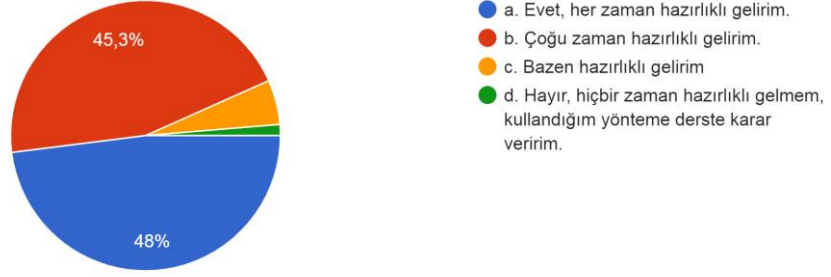 45,3%
48%
a. Evet, her zaman hazırlıklı gelirim.
b. Çoğu zaman hazırlıklı gelirim.
c. Bazen hazırlıklı gelirim
d. Hayır, hiçbir zaman hazırlıklı gelmem,
kullandığım yönteme derste karar
veririm.